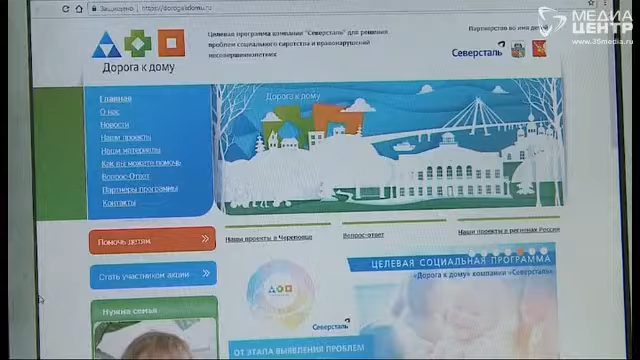 Защищено | https://dorogakdomu.ru
МЕДИА
ЦЕНТР
www.35media.ru
Дорога к дому
Целевая программа компании "Северсталь" для решения
проблем социального сиротства и правонарушений
несовершеннолетних
Партнерство во имя детей
Северсталь
Главная
О нас
Новости
Наши проекты
Наши материалы
Как вы можете помочь
Вопрос-Ответ
Партнеры программы
Контакты
Дорога к дому
Помочь детям
Стать участником акции
Нужна семья
Наши проекты в Череповце
Вопрос-ответ
Наши проекты в регионах России
ЦЕЛЕВАЯ СОЦИАЛЬНАЯ ПРОГРАММА
«Дорога к дому» компании «Северсталь»
Северсталь
ОТ ЭТАПА ВЫЯВЛЕНИЯ ПРОБЛЕМ